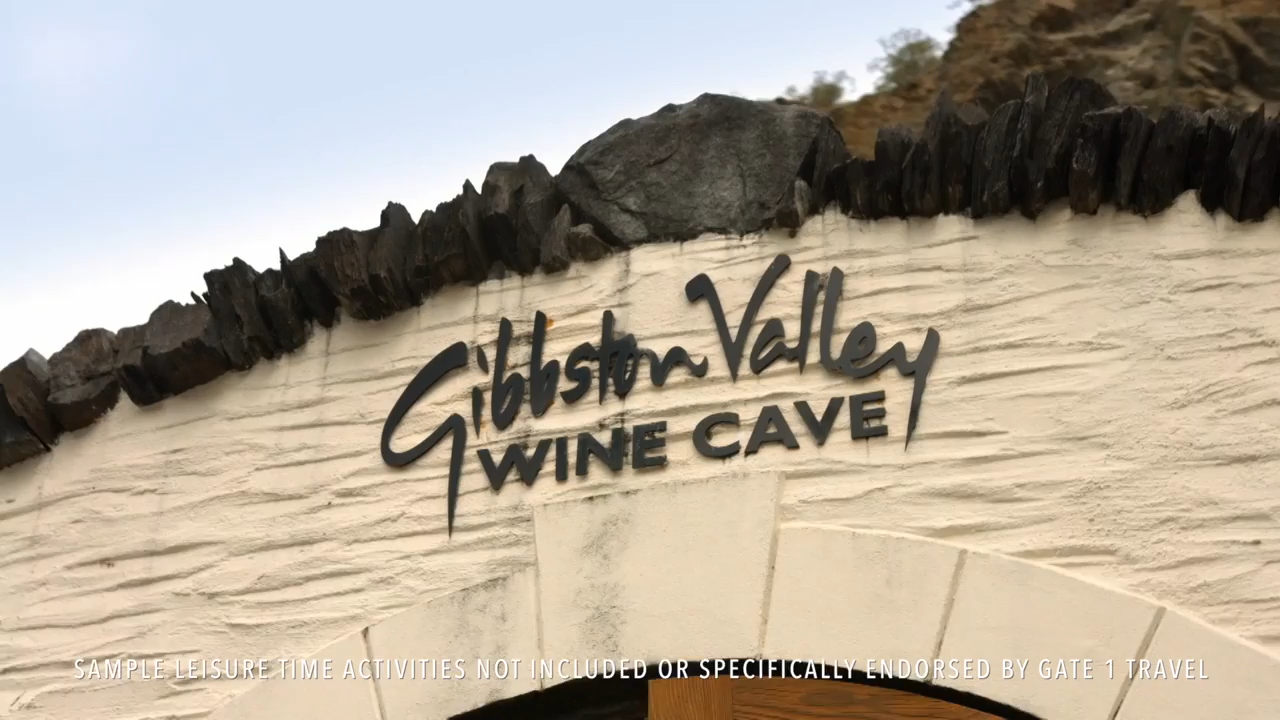 Gibbston Valley
WINE CAVE
SAMPLE LEISURE TIME ACTIVITIES NOT INCLUDED OR SPECIFICALLY ENDORSED BY GATE 1 TRAVEL